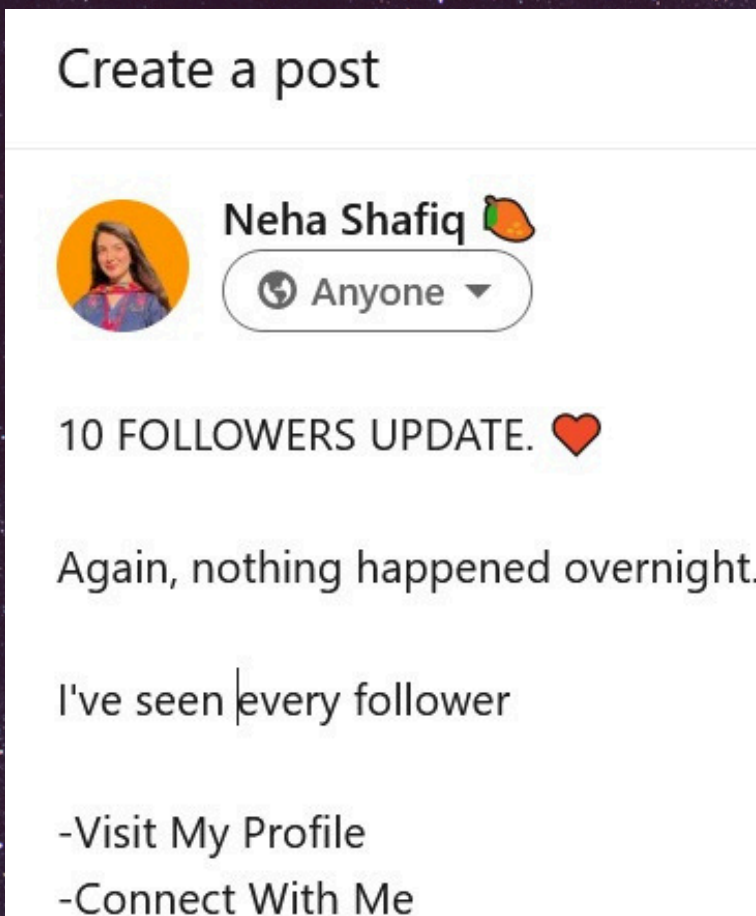 Create a post
Neha Shafiq 🥭
Anyone
10 FOLLOWERS UPDATE. ❤️
Again, nothing happened overnight.
I've seen every follower
-Visit My Profile
-Connect With Me